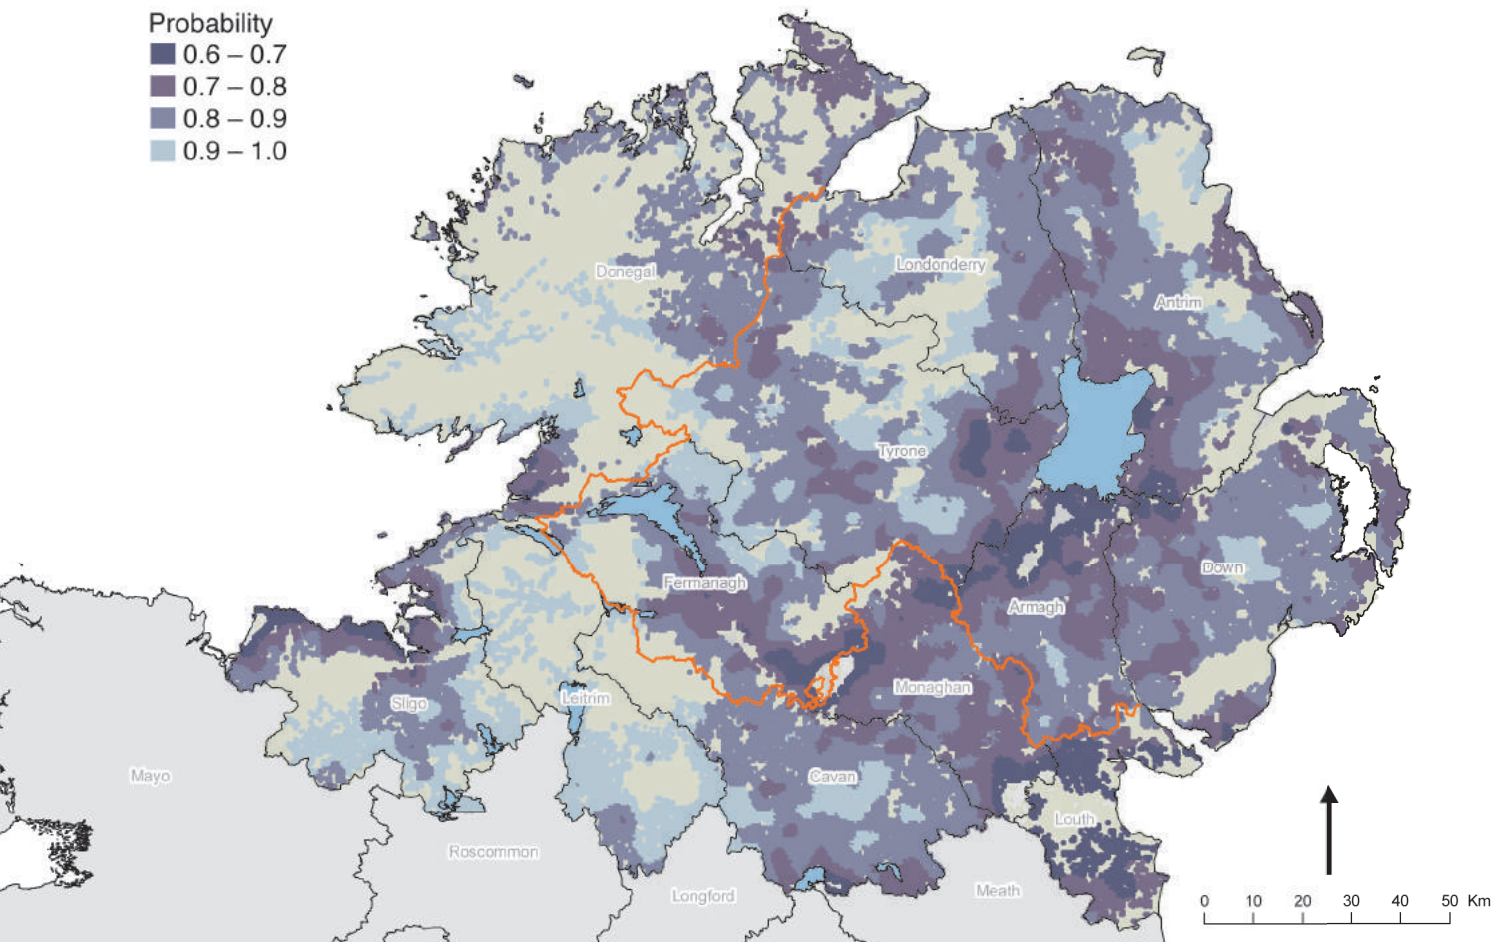 Probability
0.6 – 0.7
0.7 – 0.8
0.8 – 0.9
0.9 – 1.0
Donegal
Londonderry
Antrim
Tyrone
Fermanagh
Down
Armagh
Monaghan
Sligo
Leitrim
Mayo
Cavan
Louth
Roscommon
Longford
Meath
0 10 20 30 40 50 Km